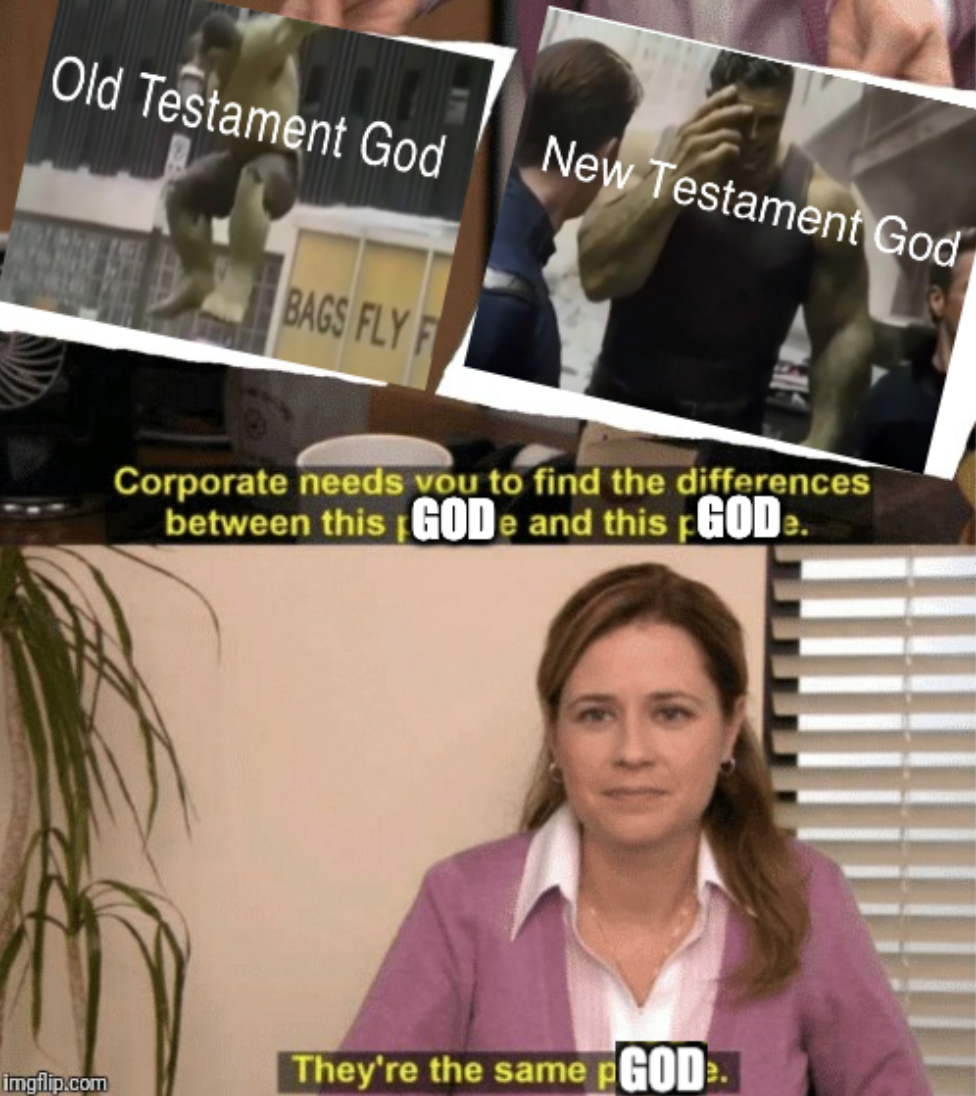 Old Testament God
New Testament God
BAGS FLY F
Corporate needs you to find the differences
between this p GOD e and this p GOD e.
They're the same p GOD e.
imgflip.com